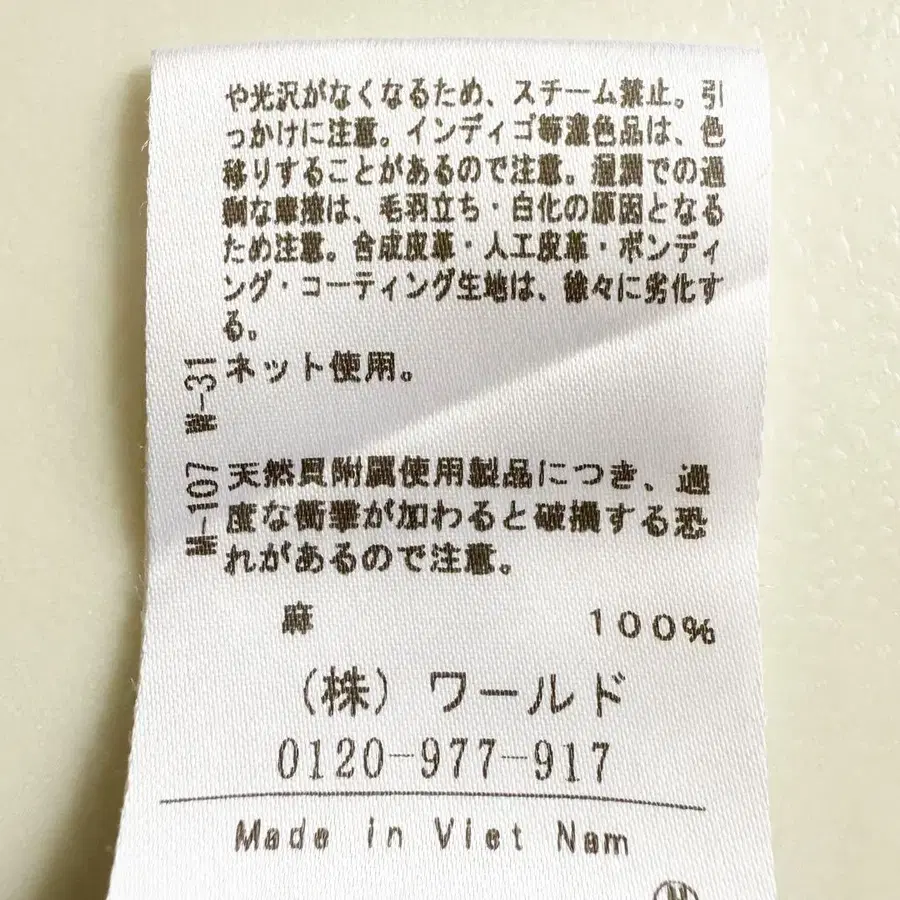 や光沢がなくなるため、スチーム禁止。引
っかけに注意。インディゴ等濃色品は、色
移りすることがあるので注意。湿潤での過
剰な摩擦は、毛羽立ち・白化の原因となる
ため注意。合成皮革・人工皮革・ボンディ
ング・コーティング生地は、徐々に劣化す
る。
W-31 ネット使用。
M-107 天然貝附属使用製品につき、過
度な衝撃が加わると破損する恐
れがあるので注意。
麻 100%
(株)ワールド
0120-977-917
Made in Viet Nam